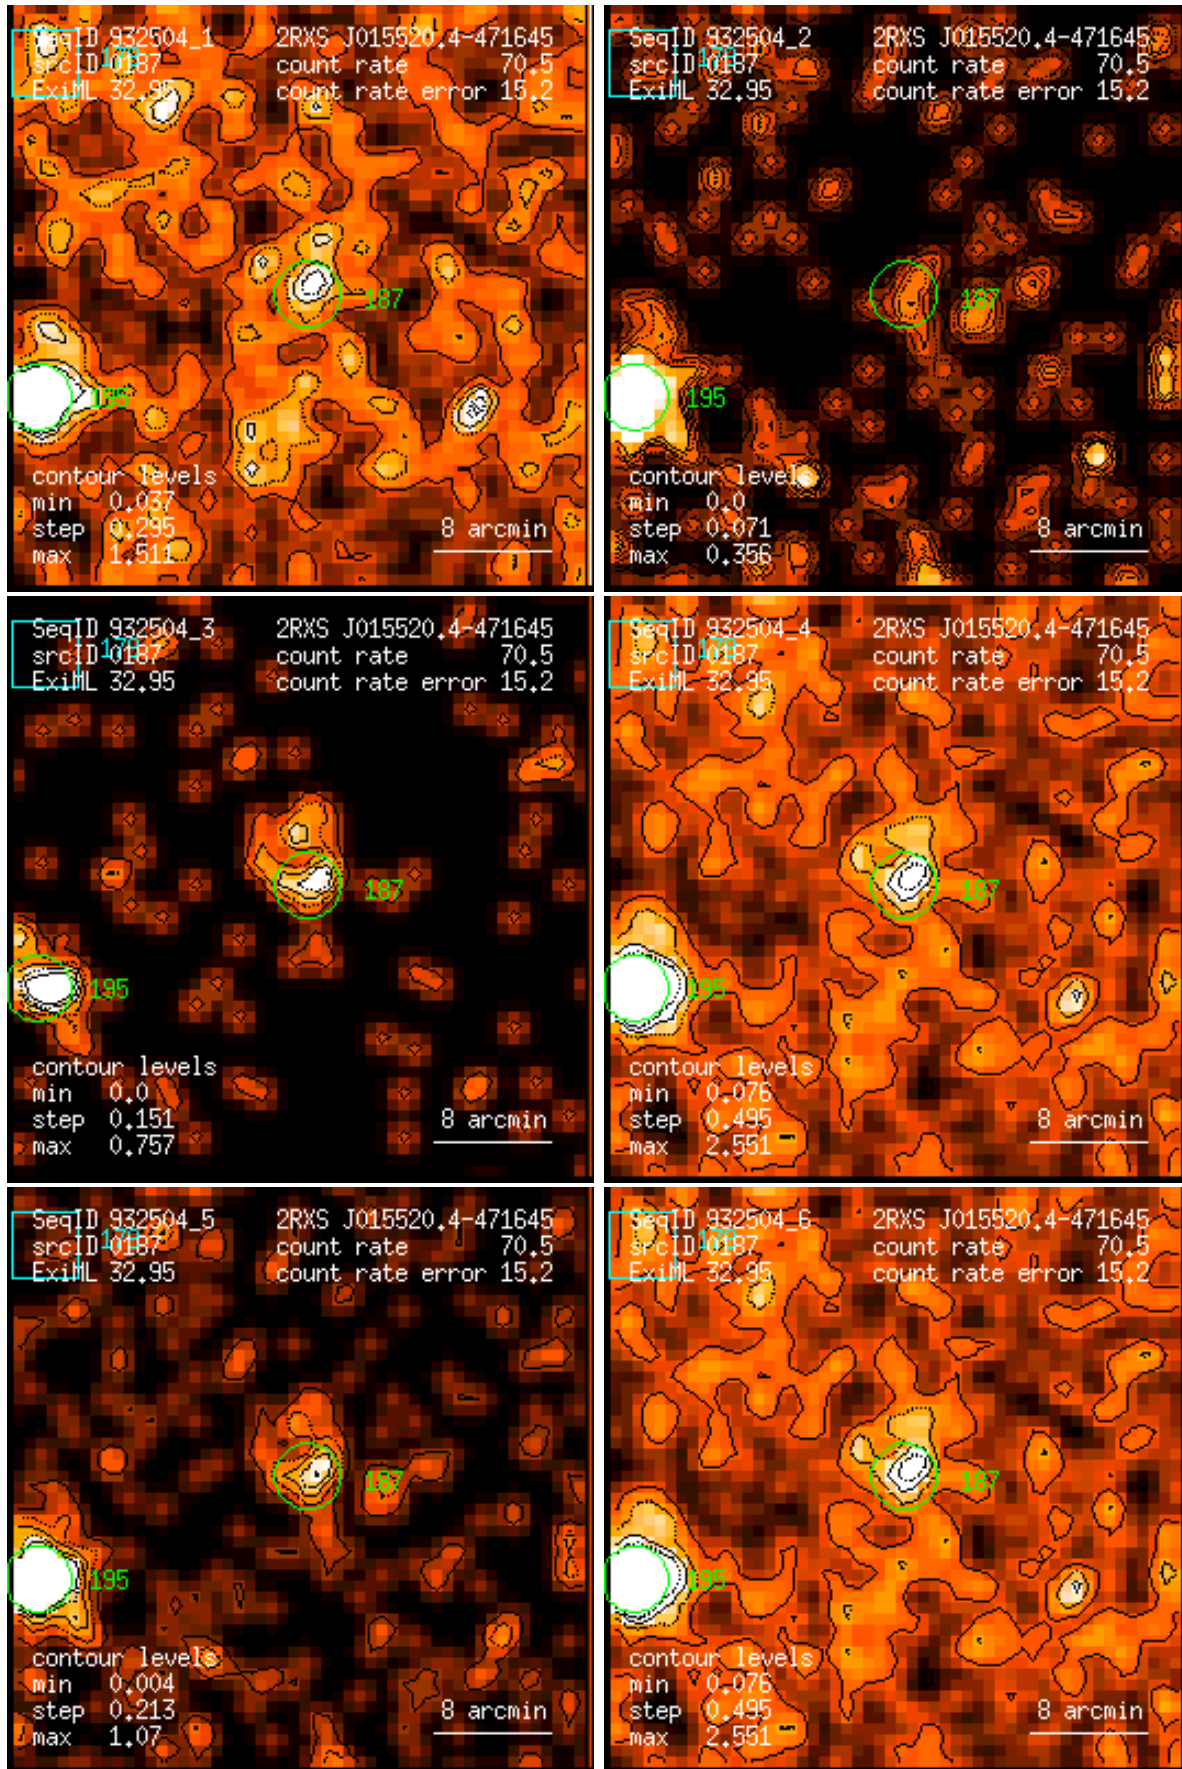 SeqID 932504_1 2RXS J015520.4-471645
srcID 0187 count rate 70.5
ExiML 32.95 count rate error 15.2
179
187
195
contour levels
min 0.037
step 0.295 8 arcmin
max 1.511
SeqID 932504_2 2RXS J015520.4-471645
srcID 0187 count rate 70.5
ExiML 32.95 count rate error 15.2
187
195
contour levels
min 0.0
step 0.071 8 arcmin
max 0.356
SeqID 932504_3 2RXS J015520.4-471645
srcID 0187 count rate 70.5
ExiML 32.95 count rate error 15.2
187
195
contour levels
min 0.0
step 0.151 8 arcmin
max 0.757
SeqID 932504_4 2RXS J015520.4-471645
srcID 0187 count rate 70.5
ExiML 32.95 count rate error 15.2
187
195
contour levels
min 0.076
step 0.495 8 arcmin
max 2.551
SeqID 932504_5 2RXS J015520.4-471645
srcID 0187 count rate 70.5
ExiML 32.95 count rate error 15.2
187
195
contour levels
min 0.004
step 0.213 8 arcmin
max 1.07
SeqID 932504_6 2RXS J015520.4-471645
srcID 0187 count rate 70.5
ExiML 32.95 count rate error 15.2
187
195
contour levels
min 0.076
step 0.495 8 arcmin
max 2.551